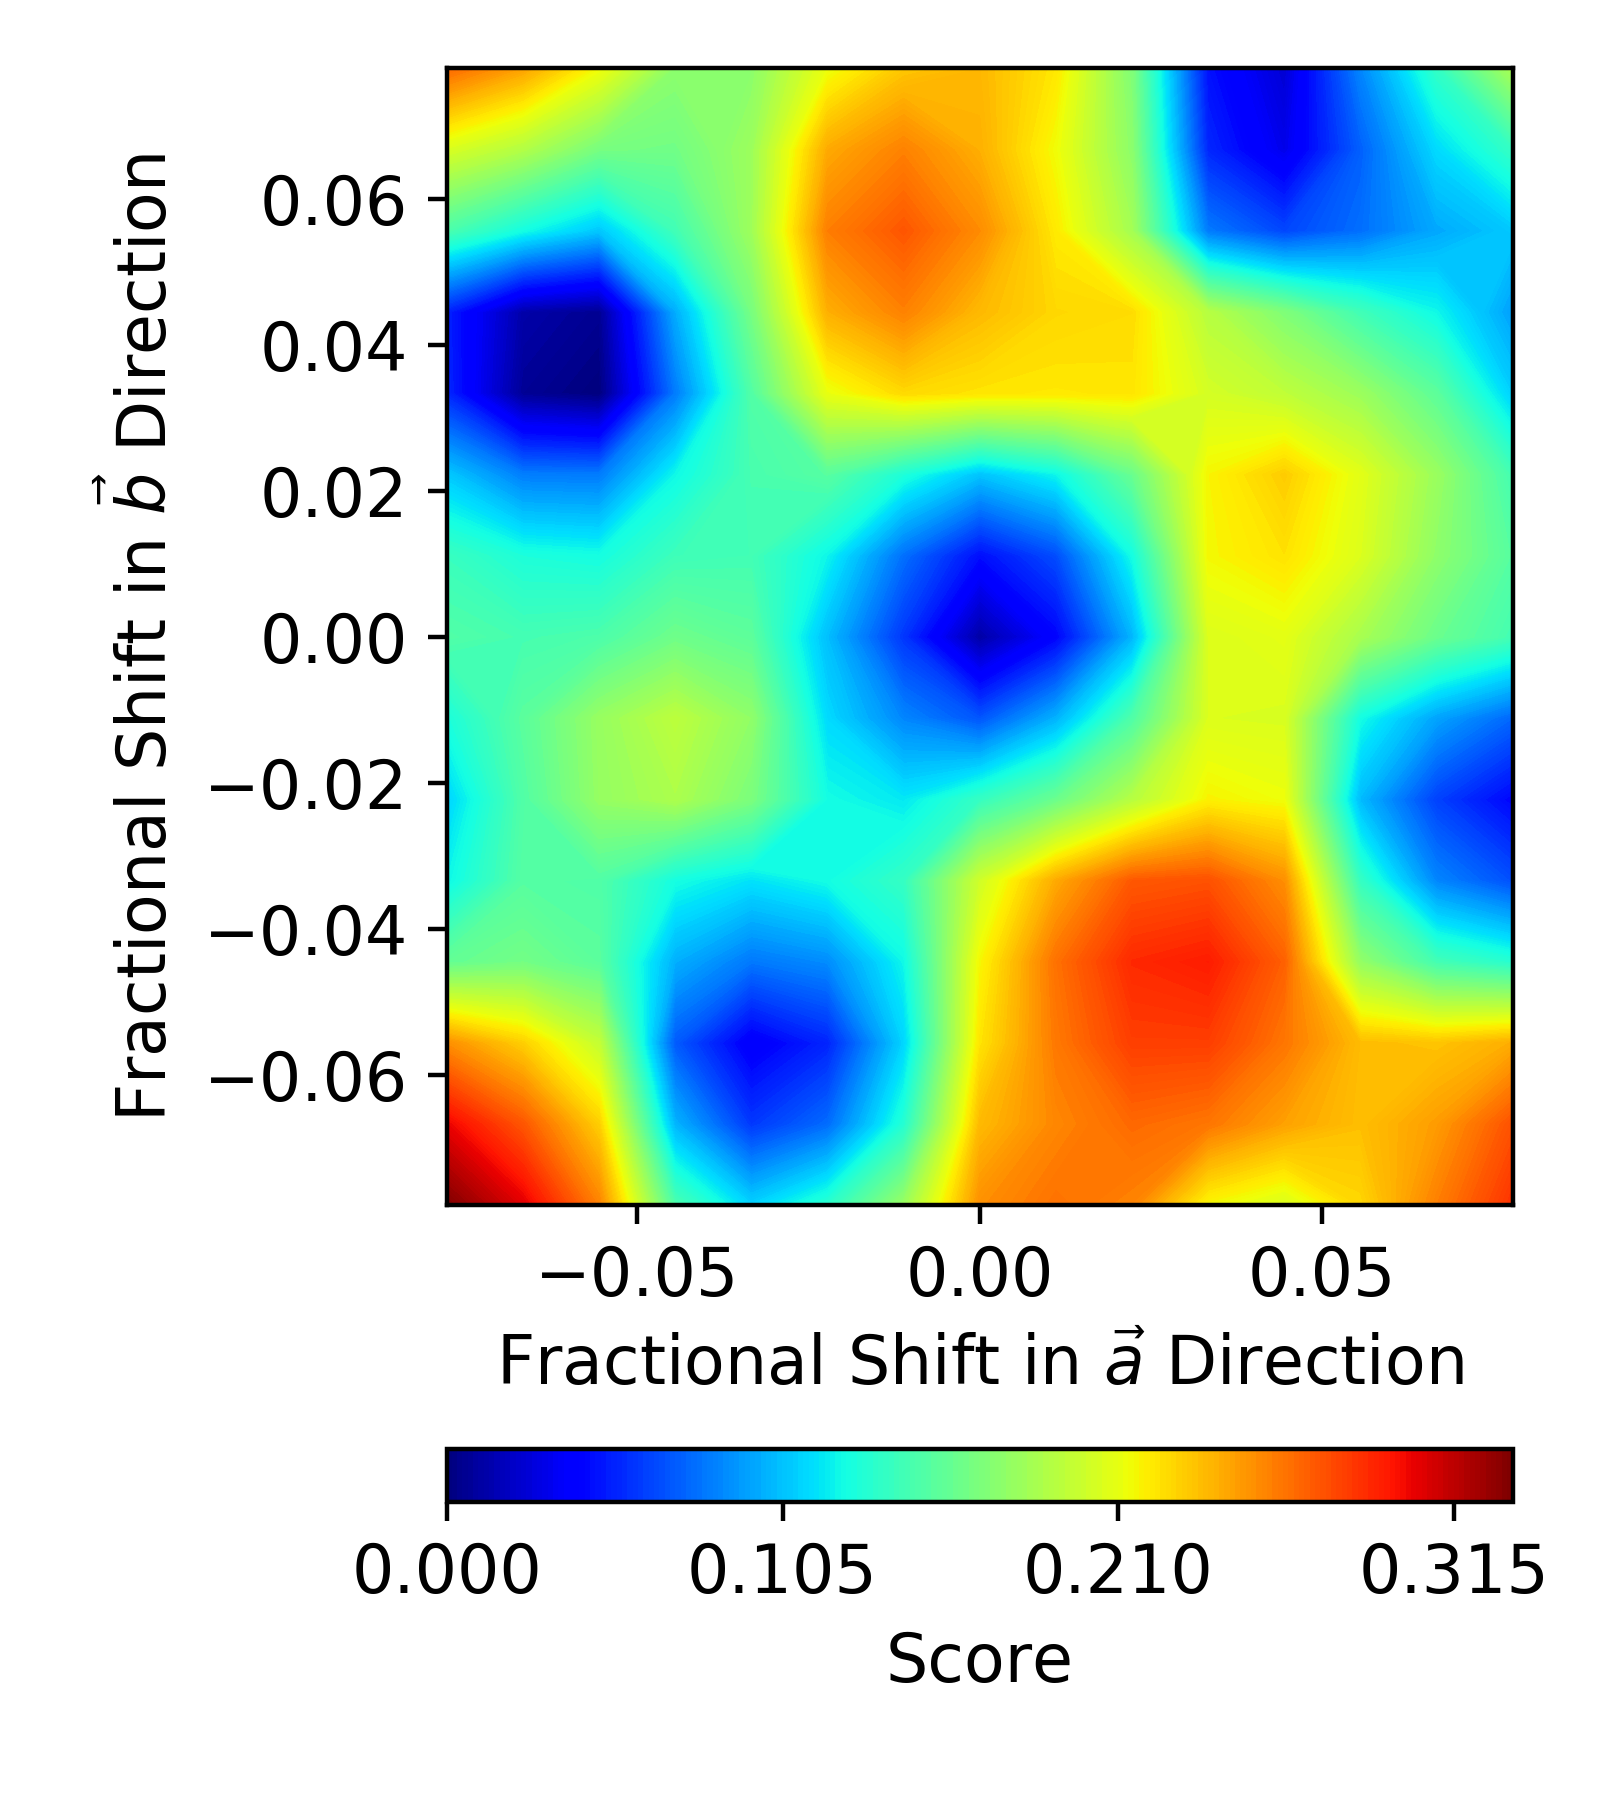 Fractional Shift in b⃗ Direction
0.06
0.04
0.02
0.00
−0.02
−0.04
−0.06
−0.05 0.00 0.05
Fractional Shift in a⃗ Direction
0.000 0.105 0.210 0.315
Score